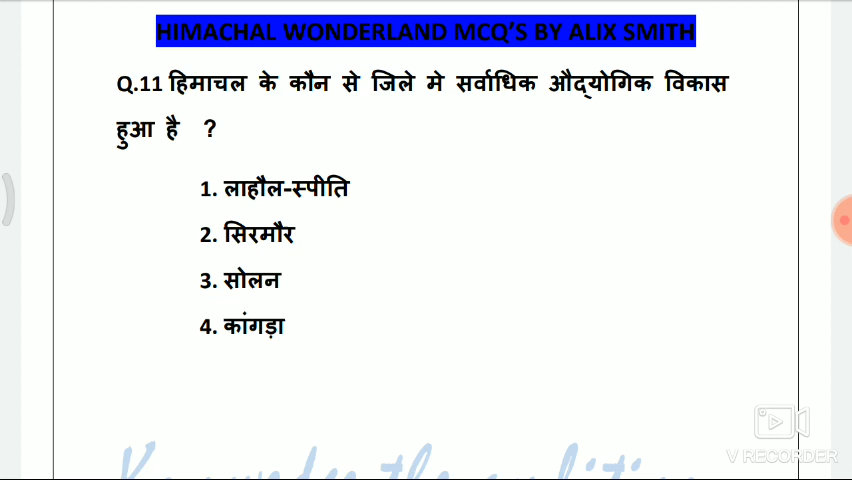 HIMACHAL WONDERLAND MCQ'S BY ALIX SMITH
Q.11 हिमाचल के कौन से जिले मे सर्वाधिक औद्योगिक विकास
हुआ है ?
1. लाहौल-स्पीति
2. सिरमौर
3. सोलन
4. कांगड़ा
V RECORDER